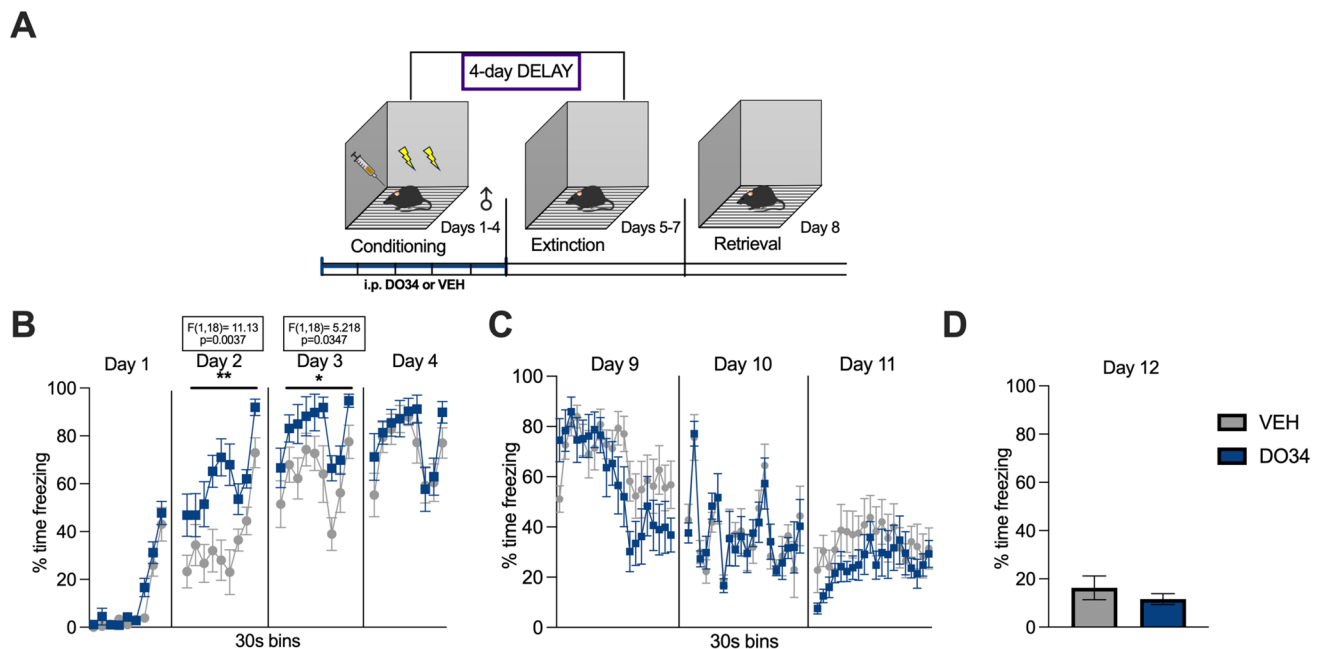 A
4-day DELAY
♂
Days 1-4
Days 5-7
Day 8
Conditioning
Extinction
Retrieval
i.p. DO34 or VEH
B
F(1,18)= 11.13
p=0.0037
F(1,18)= 5.218
p=0.0347
Day 1
Day 2
Day 3
Day 4
**
*
% time freezing
100
80
60
40
20
0
30s bins
C
Day 9
Day 10
Day 11
% time freezing
100
80
60
40
20
0
30s bins
D
Day 12
% time freezing
100
80
60
40
20
0
VEH
DO34